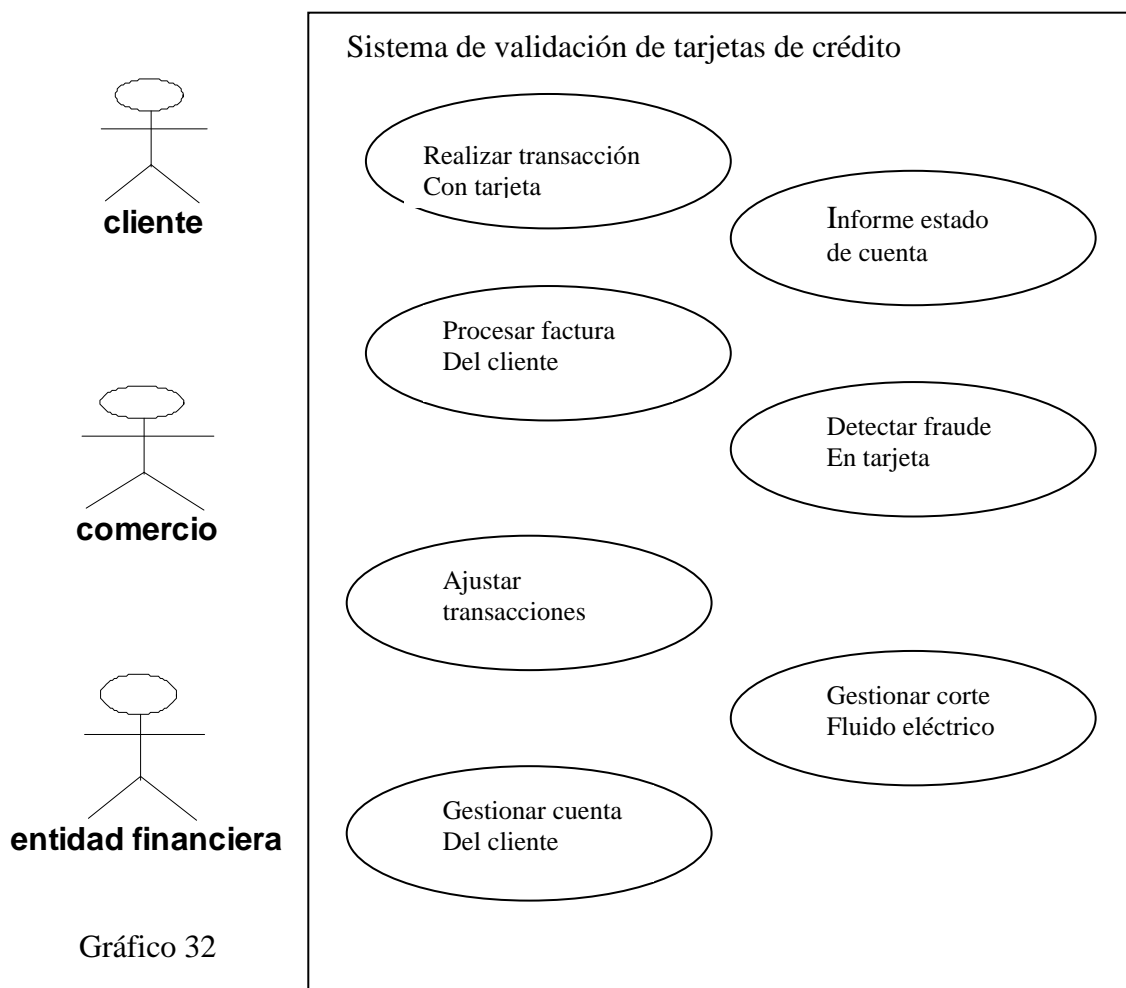 Sistema de validación de tarjetas de crédito
cliente
Realizar transacción
Con tarjeta
Informe estado
de cuenta
Procesar factura
Del cliente
comercio
Detectar fraude
En tarjeta
Ajustar
transacciones
entidad financiera
Gestionar corte
Fluido eléctrico
Gestionar cuenta
Del cliente
Gráfico 32